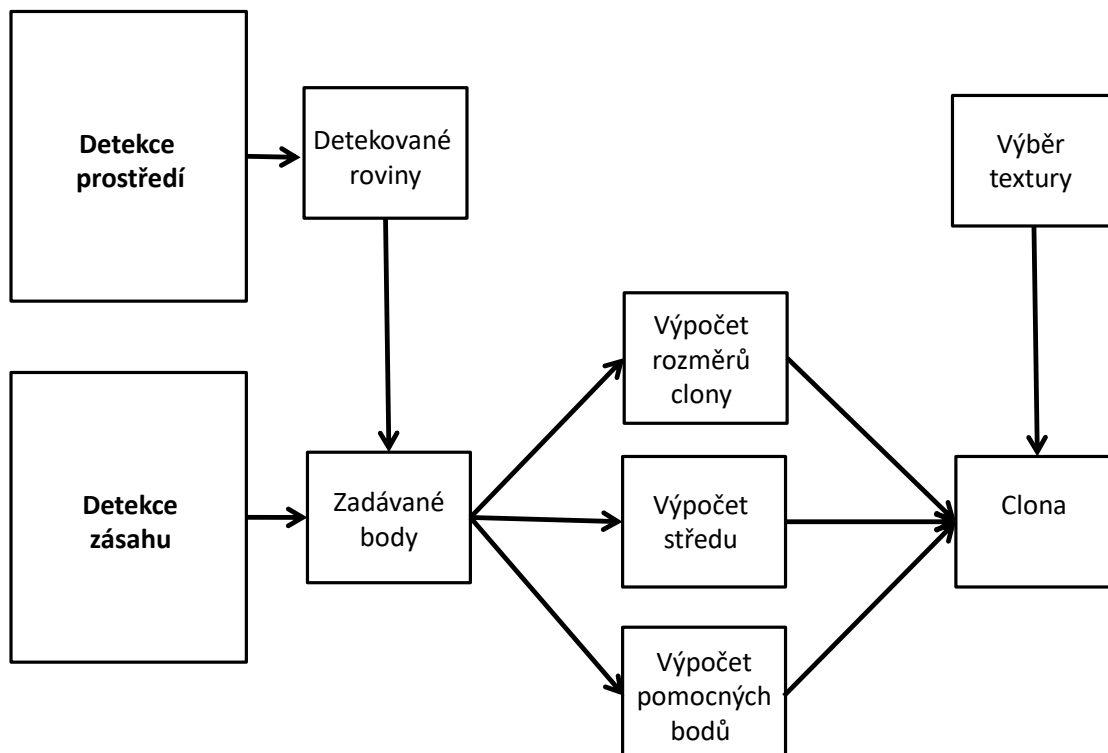 Detekce
prostředí
Detekované
roviny
Výběr
textury
Výpočet
rozměrů
clony
Detekce
zásahu
Zadávané
body
Výpočet
středu
Clona
Výpočet
pomocných
bodů